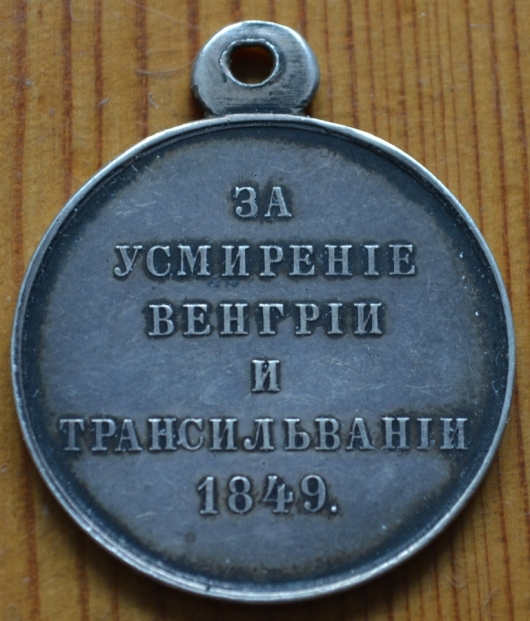 ЗА
УСМИРЕНІЕ
ВЕНГРІИ
И
ТРАНСИЛЬВАНІИ
1849.